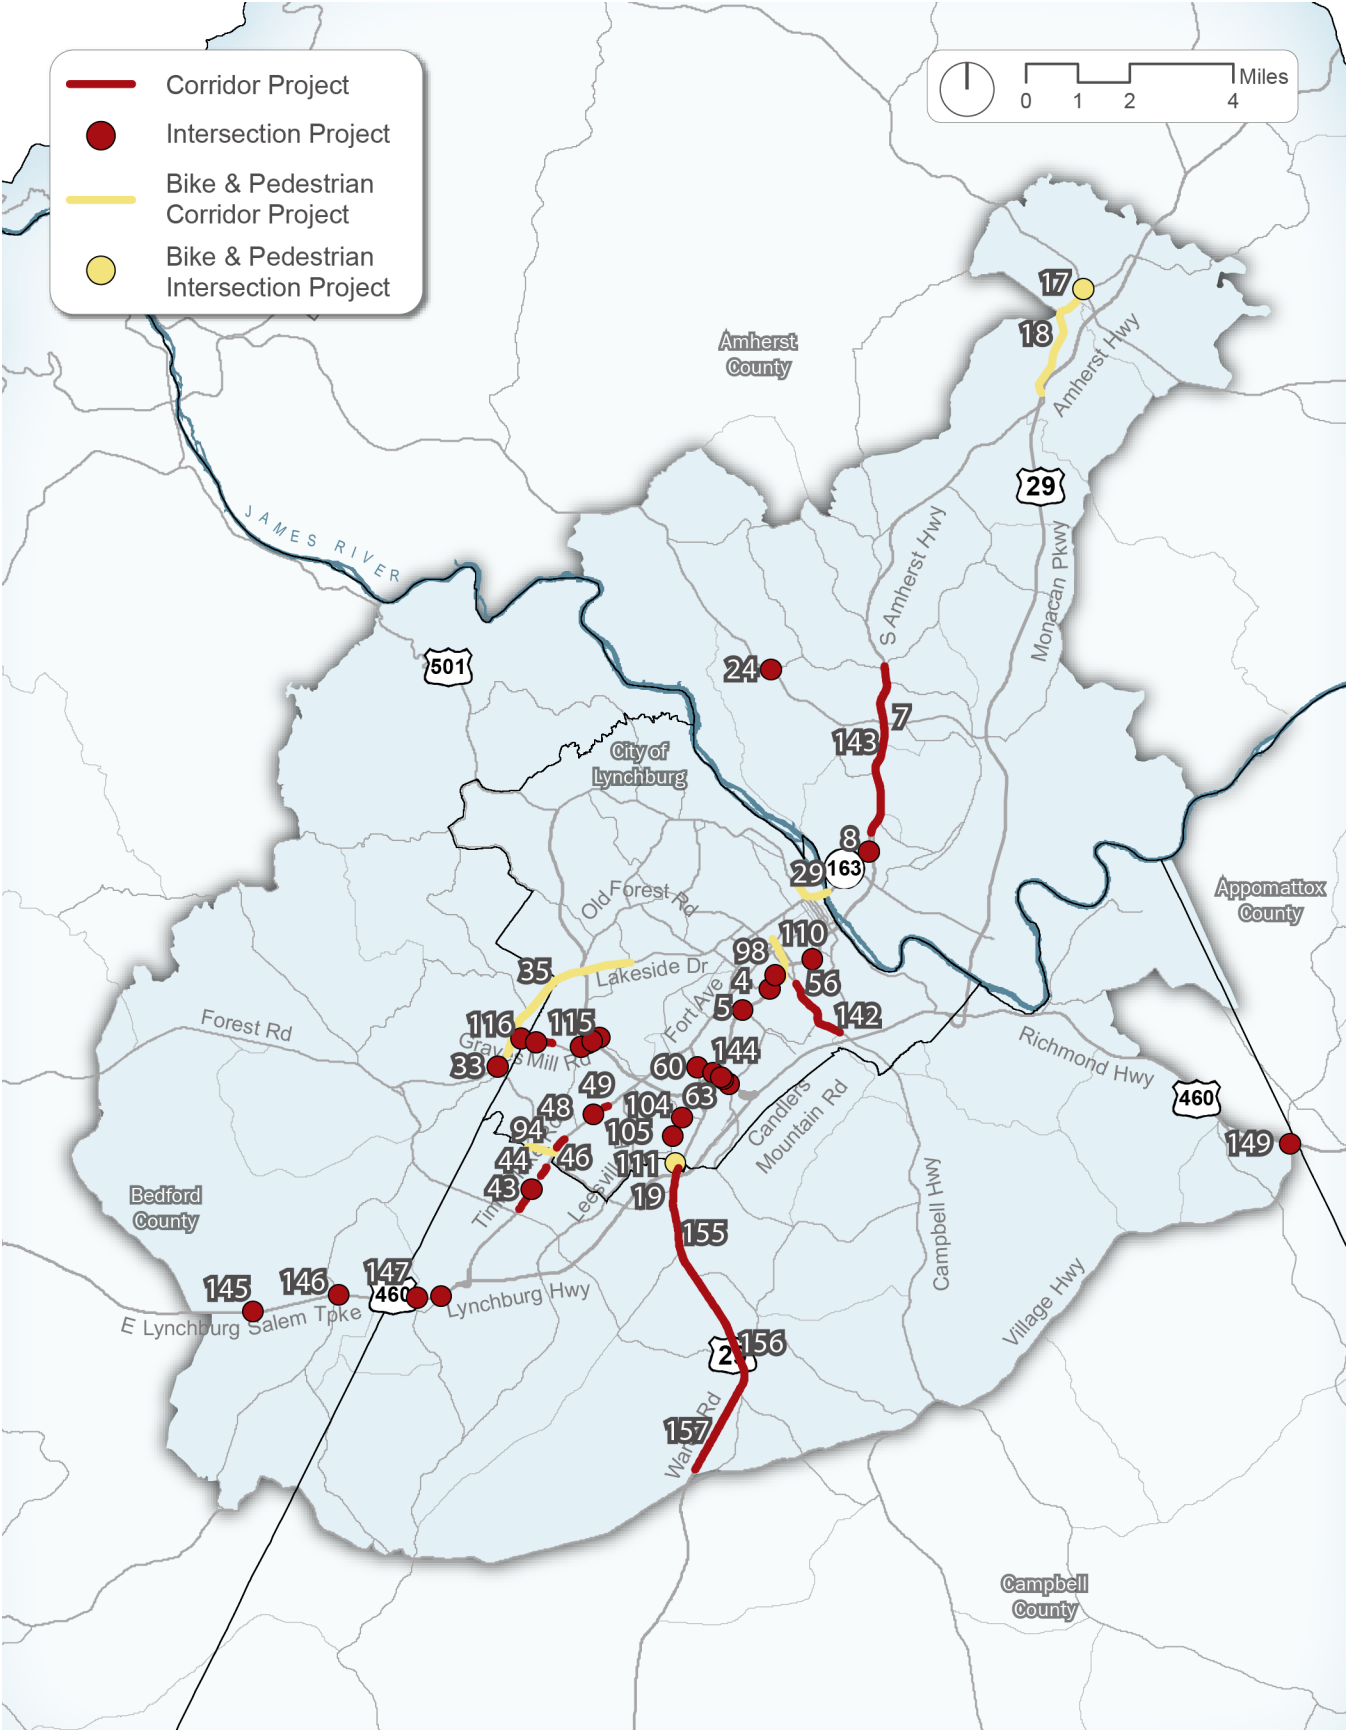 Corridor Project
Intersection Project
Bike & Pedestrian
Corridor Project
Bike & Pedestrian
Intersection Project
Miles
0 1 2 4
17
18
Amherst Hwy
Amherst
County
29
JAMES RIVER
S Amherst Hwy
Monacan Pkwy
501
24
7
143
City of
Lynchburg
8
163
29
Old Forest Rd
Appomattox
County
110
98
35
Lakeside Dr
4
56
5
Fort Ave
142
116
115
Forest Rd
Graves Mill Rd
33
144
60
Richmond Hwy
49
63
460
48
104
Candlers
Mountain Rd
94
105
149
44
46
111
43
19
Bedford
County
155
Campbell Hwy
145
146
147
460
Lynchburg Hwy
E Lynchburg Salem Tpke
Village Hwy
156
157
Campbell
County